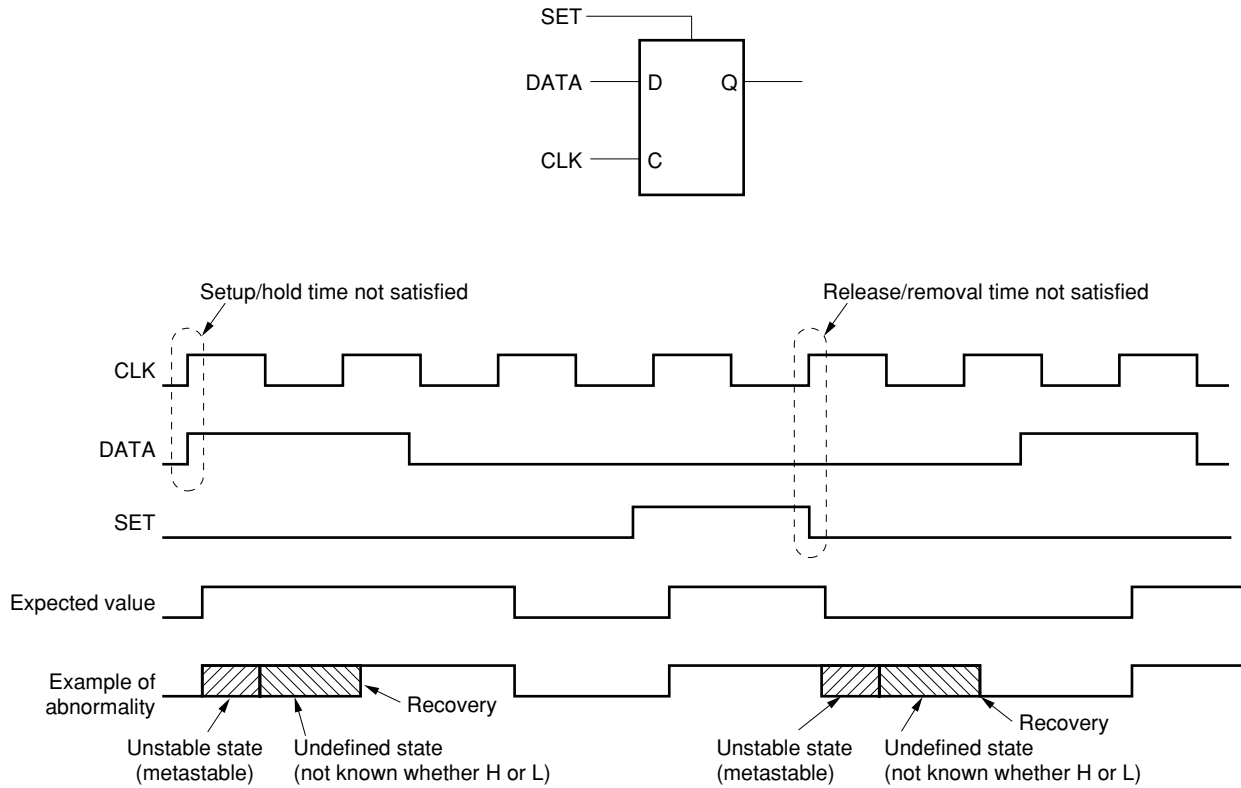 SET
DATA
D
Q
CLK
C
Setup/hold time not satisfied
Release/removal time not satisfied
CLK
DATA
SET
Expected value
Example of
abnormality
Recovery
Recovery
Unstable state
(metastable)
Undefined state
(not known whether H or L)
Unstable state
(metastable)
Undefined state
(not known whether H or L)